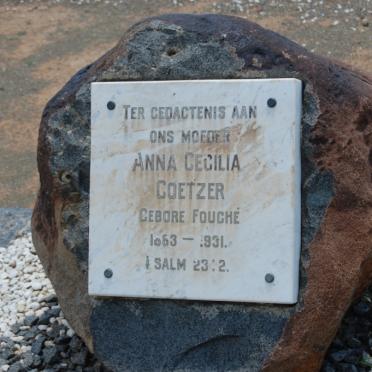 TER GEDACTENIS AAN
ONS MOEDER
ANNA CECILIA
COETZER
GEBORE FOUCHÉ
1863 — 1931.
PSALM 23:2.